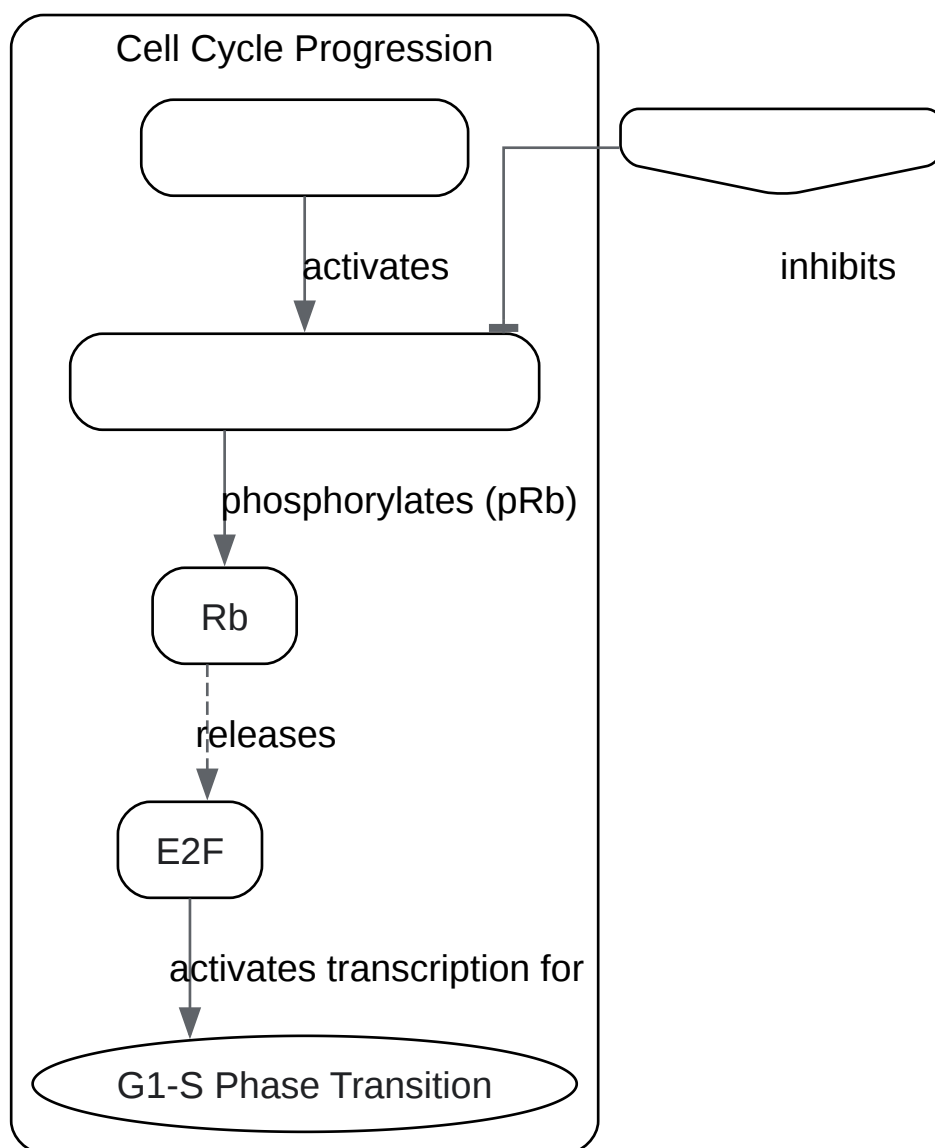 Cell Cycle Progression
activates
inhibits
phosphorylates (pRb)
Rb
releases
E2F
activates transcription for
G1-S Phase Transition